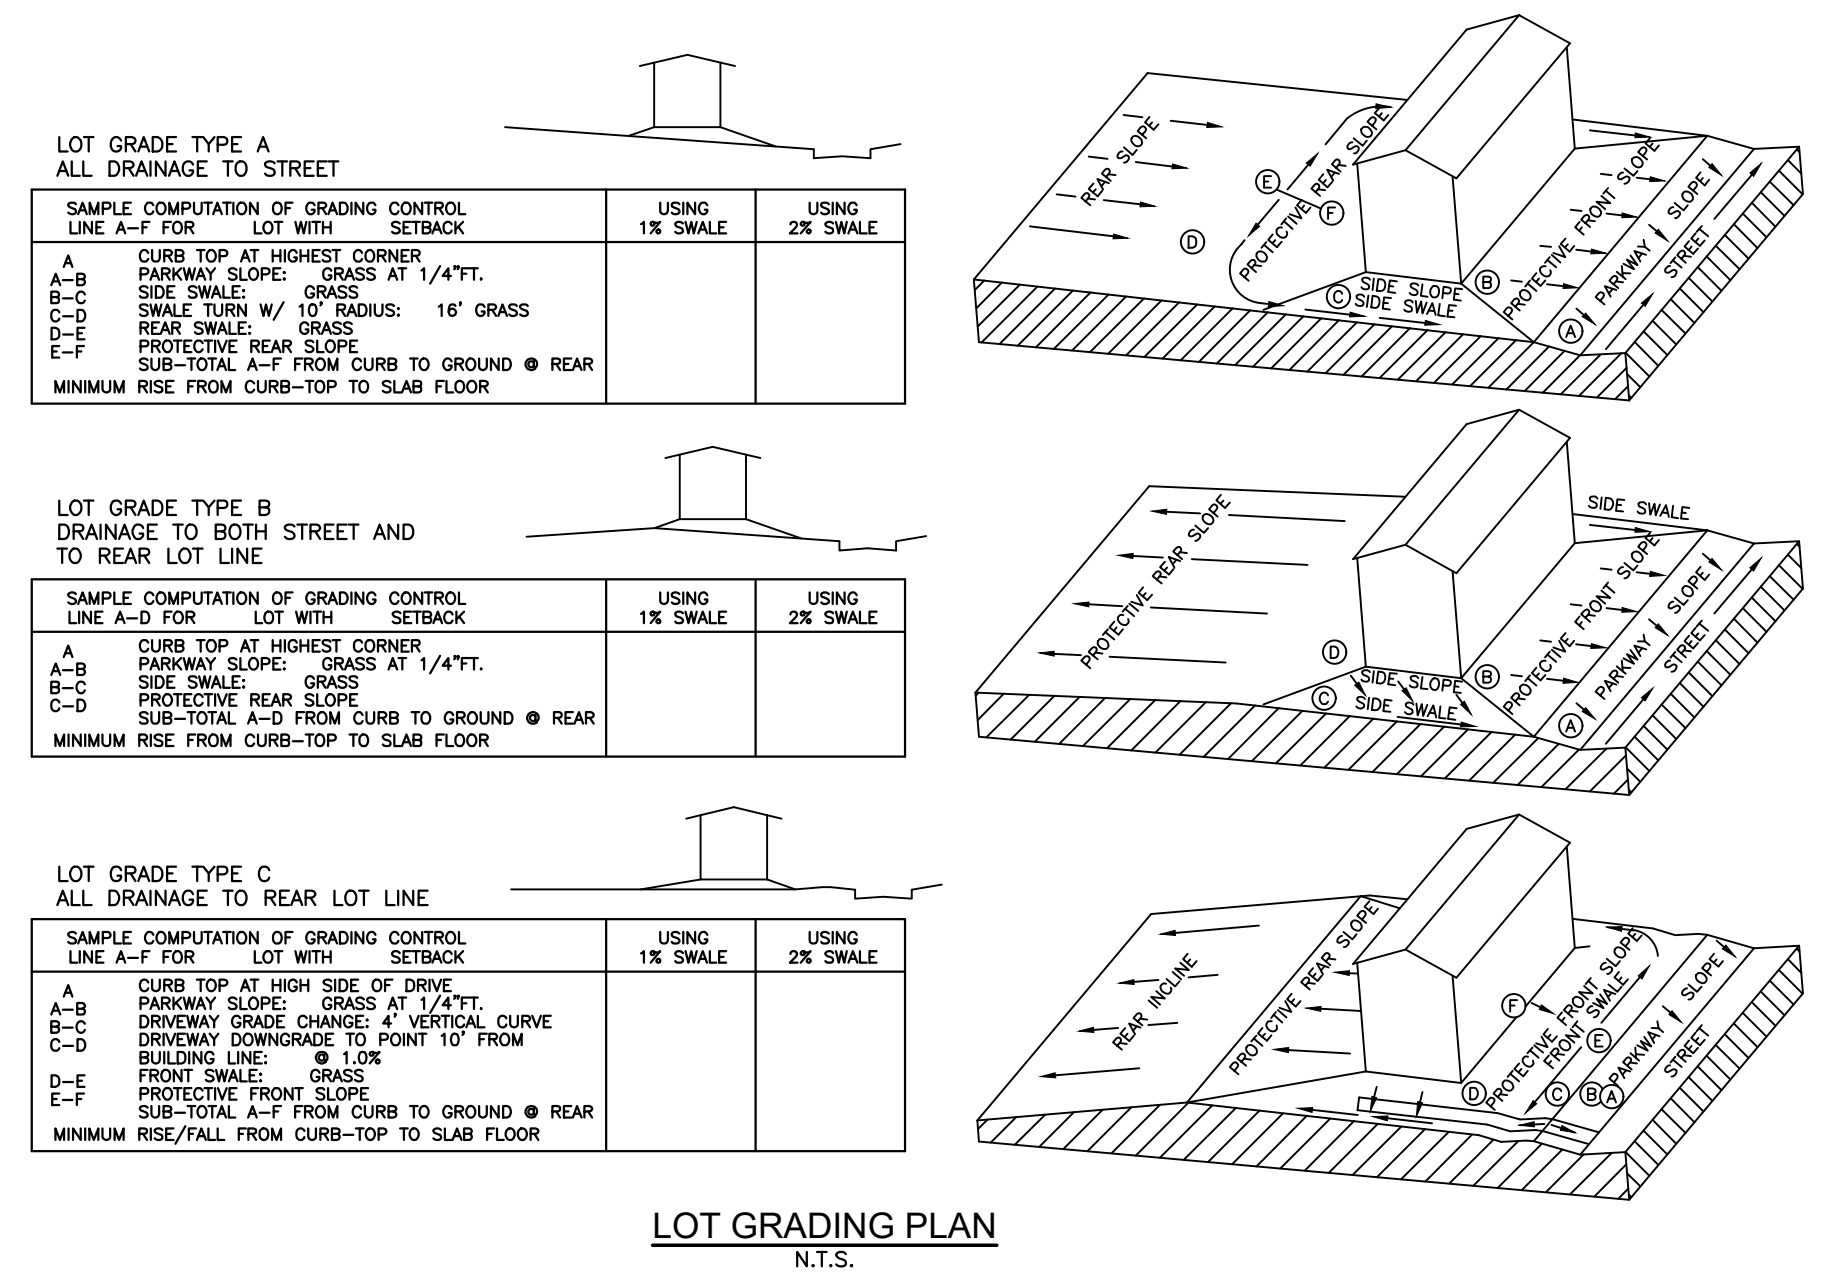 LOT GRADE TYPE A
ALL DRAINAGE TO STREET
SAMPLE COMPUTATION OF GRADING CONTROL
LINE A-F FOR LOT WITH SETBACK
USING
1% SWALE
USING
2% SWALE
A CURB TOP AT HIGHEST CORNER
A-B PARKWAY SLOPE: GRASS AT 1/4"FT.
B-C SIDE SWALE: GRASS
C-D SWALE TURN W/ 10' RADIUS: 16' GRASS
D-E REAR SWALE: GRASS
E-F PROTECTIVE REAR SLOPE
SUB-TOTAL A-F FROM CURB TO GROUND @ REAR
MINIMUM RISE FROM CURB-TOP TO SLAB FLOOR
REAR SLOPE
PROTECTIVE REAR SLOPE
E
F
D
C
SIDE SLOPE
SIDE SWALE
B
PROTECTIVE FRONT SLOPE
A
PARKWAY SLOPE
STREET
LOT GRADE TYPE B
DRAINAGE TO BOTH STREET AND
TO REAR LOT LINE
SAMPLE COMPUTATION OF GRADING CONTROL
LINE A-D FOR LOT WITH SETBACK
USING
1% SWALE
USING
2% SWALE
A CURB TOP AT HIGHEST CORNER
A-B PARKWAY SLOPE: GRASS AT 1/4"FT.
B-C SIDE SWALE: GRASS
C-D PROTECTIVE REAR SLOPE
SUB-TOTAL A-D FROM CURB TO GROUND @ REAR
MINIMUM RISE FROM CURB-TOP TO SLAB FLOOR
SIDE SWALE
PROTECTIVE REAR SLOPE
D
C
SIDE SLOPE
SIDE SWALE
B
PROTECTIVE FRONT SLOPE
A
PARKWAY SLOPE
STREET
LOT GRADE TYPE C
ALL DRAINAGE TO REAR LOT LINE
SAMPLE COMPUTATION OF GRADING CONTROL
LINE A-F FOR LOT WITH SETBACK
USING
1% SWALE
USING
2% SWALE
A CURB TOP AT HIGH SIDE OF DRIVE
A-B PARKWAY SLOPE: GRASS AT 1/4"FT.
B-C DRIVEWAY GRADE CHANGE: 4' VERTICAL CURVE
C-D DRIVEWAY DOWNGRADE TO POINT 10' FROM
BUILDING LINE: @ 1.0%
D-E FRONT SWALE: GRASS
E-F PROTECTIVE FRONT SLOPE
SUB-TOTAL A-F FROM CURB TO GROUND @ REAR
MINIMUM RISE/FALL FROM CURB-TOP TO SLAB FLOOR
REAR INCLINE
PROTECTIVE REAR SLOPE
F
PROTECTIVE FRONT SLOPE
FRONT SWALE
E
D
C
B
A
PARKWAY SLOPE
STREET
LOT GRADING PLAN
N.T.S.